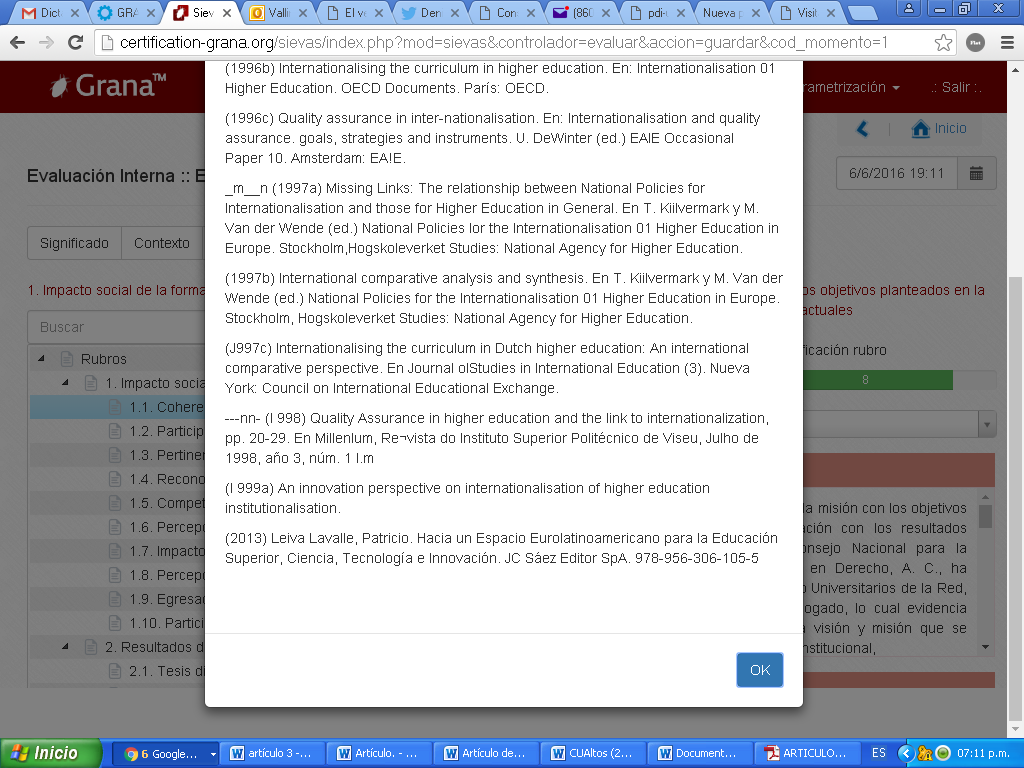 Dicta
GRA
Siev
Vallir
El ve
Den
Con
(860
pdi-c
Nueva p
Visit
certification-grana.org/sievas/index.php?mod=sievas&controlador=evaluar&accion=guardar&cod_momento=1
Grana™
rametrización
.:: Salir :.
Inicio
Evaluación Interna :: E
6/6/2016 19:11
Significado
Contexto
1. Impacto social de la forma
os objetivos planteados en la
actuales
Buscar
ficación rubro
8
Rubros
1. Impacto socia
1.1. Cohere
1.2. Particip
1.3. Pertiner
1.4. Recono
1.5. Compet
1.6. Percepc
1.7. Impacto
1.8. Percepc
1.9. Egresac
1.10. Partici
2. Resultados d
2.1. Tesis di
(1996b) Internationalising the curriculum in higher education. En: Internationalisation 01
Higher Education. OECD Documents. París: OECD.
(1996c) Quality assurance in inter-nationalisation. En: Internationalisation and quality
assurance. goals, strategies and instruments. U. DeWinter (ed.) EAIE Occasional
Paper 10. Amsterdam: EA!E.
_m__n (1997a) Missing Links: The relationship between National Policies for
Internationalisation and those for Higher Education in General. En T. Kiilvermark y M.
Van der Wende (ed.) National Policies lor the Internationalisation 01 Higher Education in
Europe. Stockholm,Hogskoleverket Studies: National Agency for Higher Education.
(1997b) International comparative analysis and synthesis. En T. Kiilvermark y M. Van der
Wende (ed.) National Policies for the Internationalisation 01 Higher Education in Europe.
Stockholm, Hogskoleverket Studies: National Agency for Higher Education.
(J997c) Internationalising the curriculum in Dutch higher education: An international
comparative perspective. En Journal olStudies in International Education (3). Nueva
York: Council on International Educational Exchange.
---nn- (l 998) Quality Assurance in higher education and the link to internationalization,
pp. 20-29. En Millenlum, Re¬vista do Instituto Superior Politécnico de Viseu, Julho de
1998, año 3, núm. 1 l.m
(l 999a) An innovation perspective on internationalisation of higher education
institutionalisation.
(2013) Leiva Lavalle, Patricio. Hacia un Espacio Eurolatinoamericano para la Educación
Superior, Ciencia, Tecnología e Innovación. JC Sáez Editor SpA. 978-956-306-105-5
OK
la misión con los objetivos
ación con los resultados
onsejo Nacional para la
en Derecho, A. C., ha
o Universitarios de la Red,
ogado, lo cual evidencia
a visión y misión que se
nstitucional,
Inicio
6 Google...
artículo 3 -...
Artículo. - ...
Artículo de...
CUAltos (2...
Document...
ARTICULO...
ES
07:11 p.m.